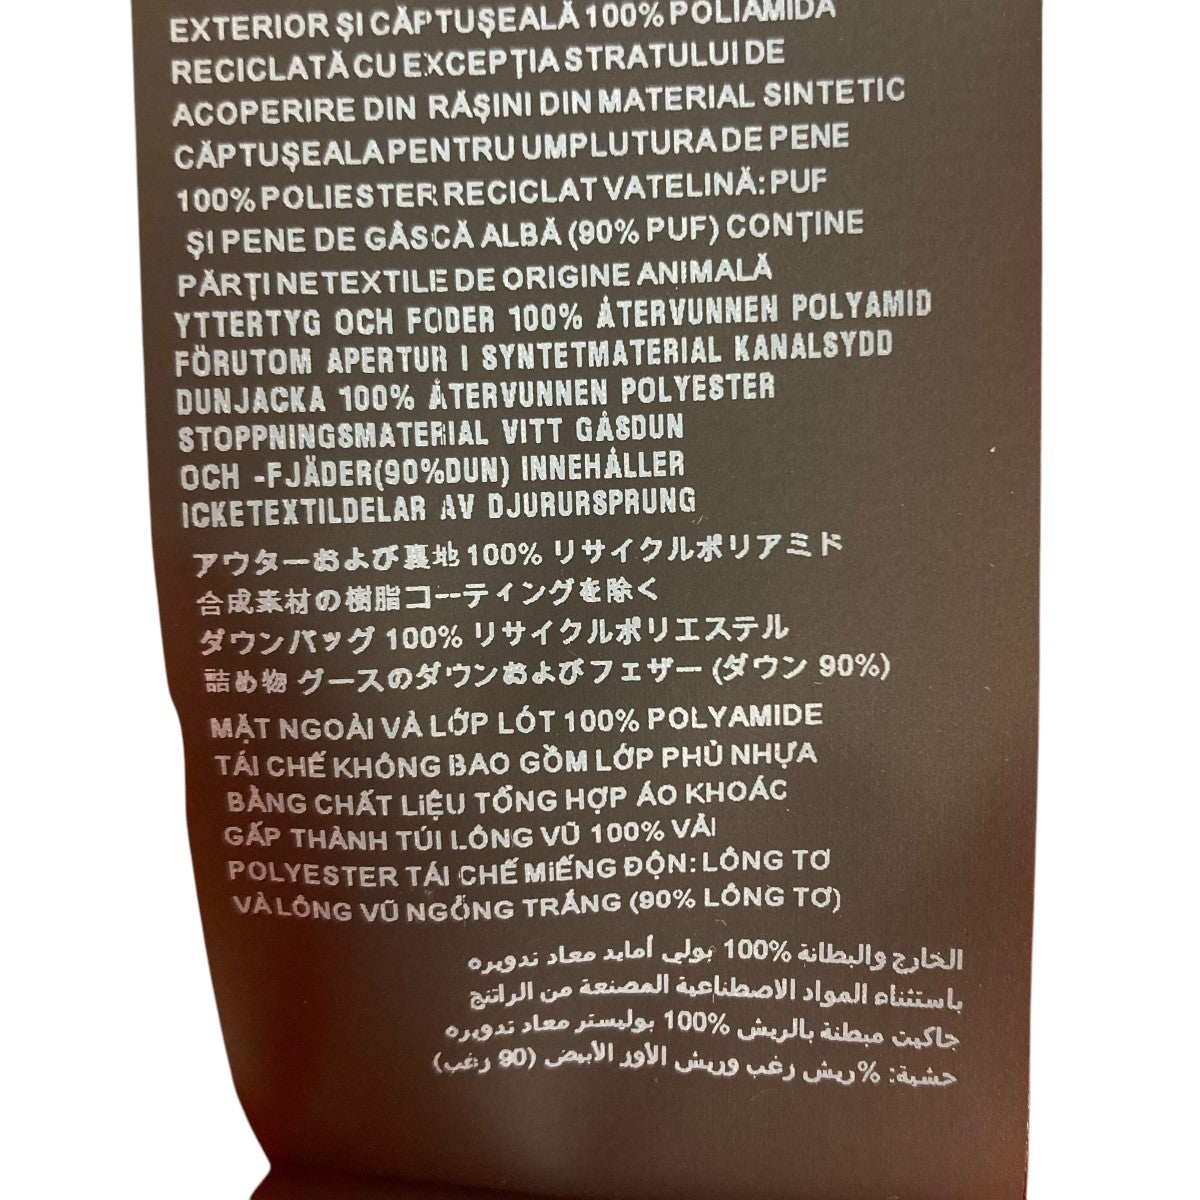 EXTERIOR ȘI CĂPTUȘEALĂ 100% POLIAMIDA
RECICLATĂ CU EXCEPȚIA STRATULUI DE
ACOPERIRE DIN RĂȘINI DIN MATERIAL SINTETIC
CĂPTUȘEALA PENTRU UMPLUTURA DE PENE
100% POLIESTER RECICLAT VATELINĂ: PUF
ȘI PENE DE GÂSCĂ ALBĂ (90% PUF) CONȚINE
PĂRȚI NETEXTILE DE ORIGINE ANIMALĂ
YTTERTYG OCH FODER 100% ÅTERVUNNEN POLYAMID
FÖRUTOM APERTUR I SYNTETMATERIAL KANALSYDD
DUNJACKA 100% ÅTERVUNNEN POLYESTER
STOPPNINGSMATERIAL VITT GÅSDUN
OCH -FJÄDER(90%DUN) INNEHÅLLER
ICKETEXTILDELAR AV DJURURSPRUNG
アウターおよび裏地 100% リサイクルポリアミド
合成素材の樹脂コーティングを除く
ダウンバッグ 100% リサイクルポリエステル
詰め物 グースのダウンおよびフェザー (ダウン 90%)
MẶT NGOÀI VÀ LỚP LÓT 100% POLYAMIDE
TÁI CHẾ KHÔNG BAO GỒM LỚP PHỦ NHỰA
BẰNG CHẤT LIỆU TỔNG HỢP ÁO KHOÁC
GẤP THÀNH TÚI LÔNG VŨ 100% VẢI
POLYESTER TÁI CHẾ MIẾNG ĐỘN: LÔNG TƠ
VÀ LÔNG VŨ NGỖNG TRẮNG (90% LÔNG TƠ)
الخارج والبطانة 100% بولي أمايد معاد تدويره
باستثناء المواد الاصطناعية المصنعة من الراتنج
جاكيت مبطنة بالريش 100% بوليستر معاد تدويره
حشية: %ريش رغب وريش الأوز الأبيض (90 رغب)